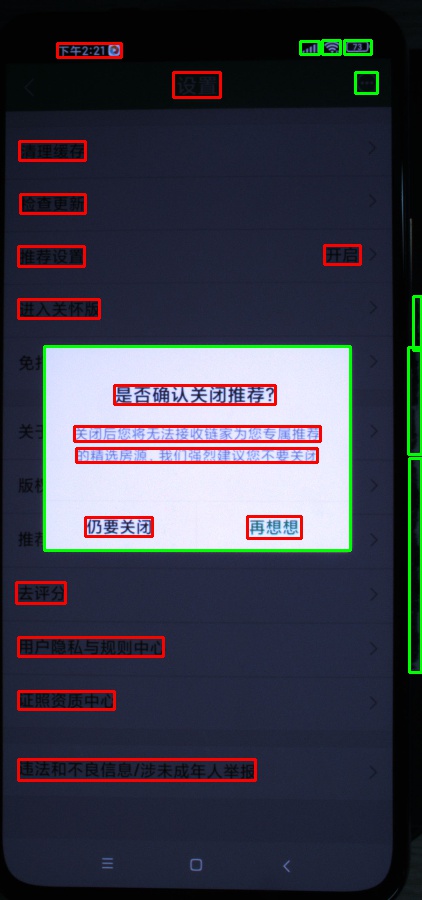 下午2:21
73
设置
清理缓存
检查更新
推荐设置
开启
进入关怀版
免打
是否确认关闭推荐?
关于
关闭后您将无法接收链家为您专属推荐
的精选房源，我们强烈建议您不要关闭
版权
仍要关闭
再想想
推荐
去评分
用户隐私与规则中心
证照资质中心
违法和不良信息/涉未成年人举报